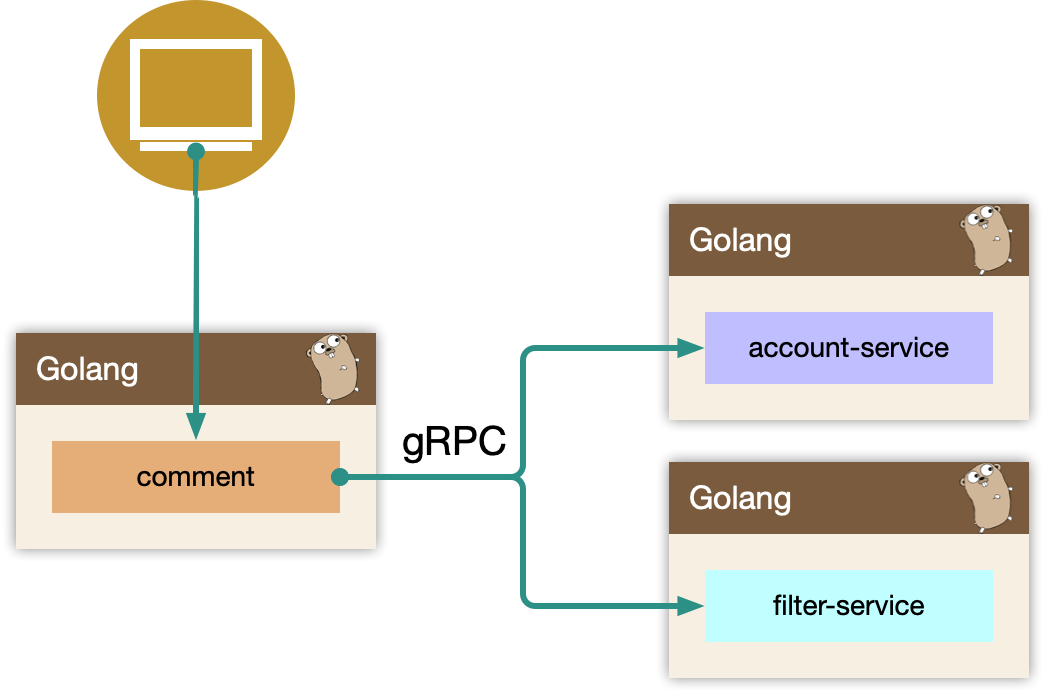 Golang
comment
gRPC
Golang
account-service
Golang
filter-service